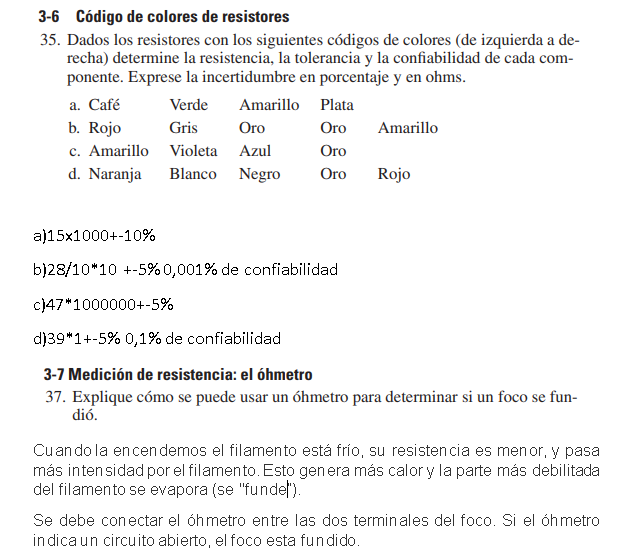 3-6 Código de colores de resistores
35. Dados los resistores con los siguientes códigos de colores (de izquierda a de-
recha) determine la resistencia, la tolerancia y la confiabilidad de cada com-
ponente. Exprese la incertidumbre en porcentaje y en ohms.
a. Café Verde Amarillo Plata
b. Rojo Gris Oro Oro Amarillo
c. Amarillo Violeta Azul Oro
d. Naranja Blanco Negro Oro Rojo
a)15x1000+-10%
b)28/10*10 +-5% 0,001% de confiabilidad
c)47*1000000+-5%
d)39*1+-5% 0,1% de confiabilidad
3-7 Medición de resistencia: el óhmetro
37. Explique cómo se puede usar un óhmetro para determinar si un foco se fun-
dió.
Cuando la encendemos el filamento está frío, su resistencia es menor, y pasa
más intensidad por el filamento. Esto genera más calor y la parte más debilitada
del filamento se evapora (se "funde").
Se debe conectar el óhmetro entre las dos terminales del foco. Si el óhmetro
indica un circuito abierto, el foco esta fundido.